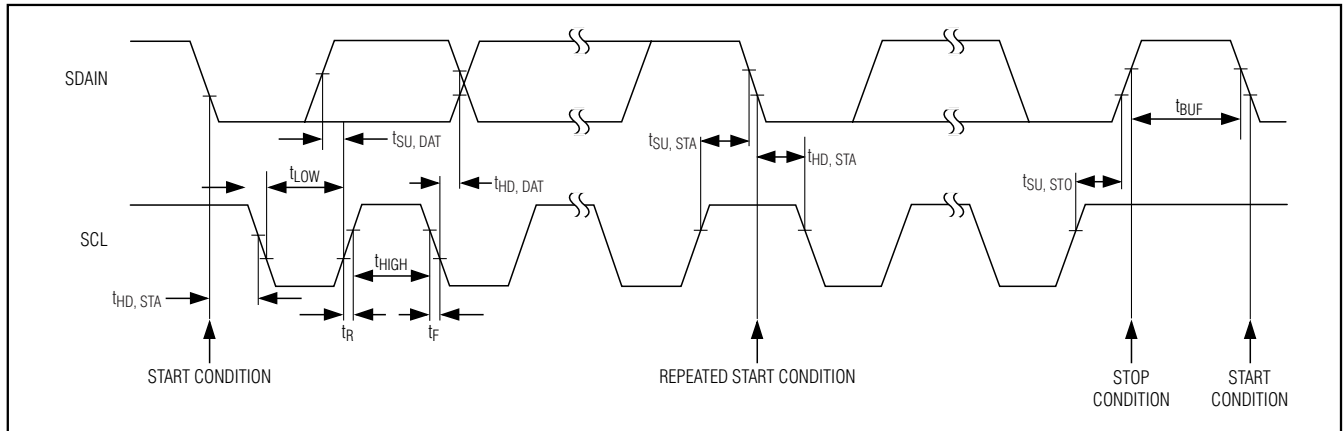 SDAIN
tSU, DAT
tSU, STA
tBUF
tHD, STA
tLOW
tHD, DAT
tSU, STO
SCL
tHIGH
tHD, STA
tR
tF
START CONDITION
REPEATED START CONDITION
STOP
CONDITION
START
CONDITION